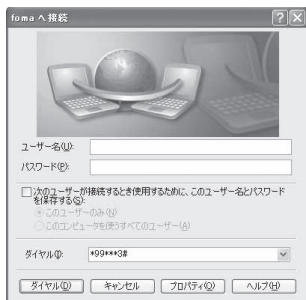 foma へ接続
ユーザー名(U):
パスワード(P):
次のユーザーが接続するとき使用するために、このユーザー名とパスワード
を保存する(S):
このユーザーのみ(N)
このコンピュータを使うすべてのユーザー(A)
ダイヤル(I): *99***3#
ダイヤル(D) キャンセル プロパティ(O) ヘルプ(H)